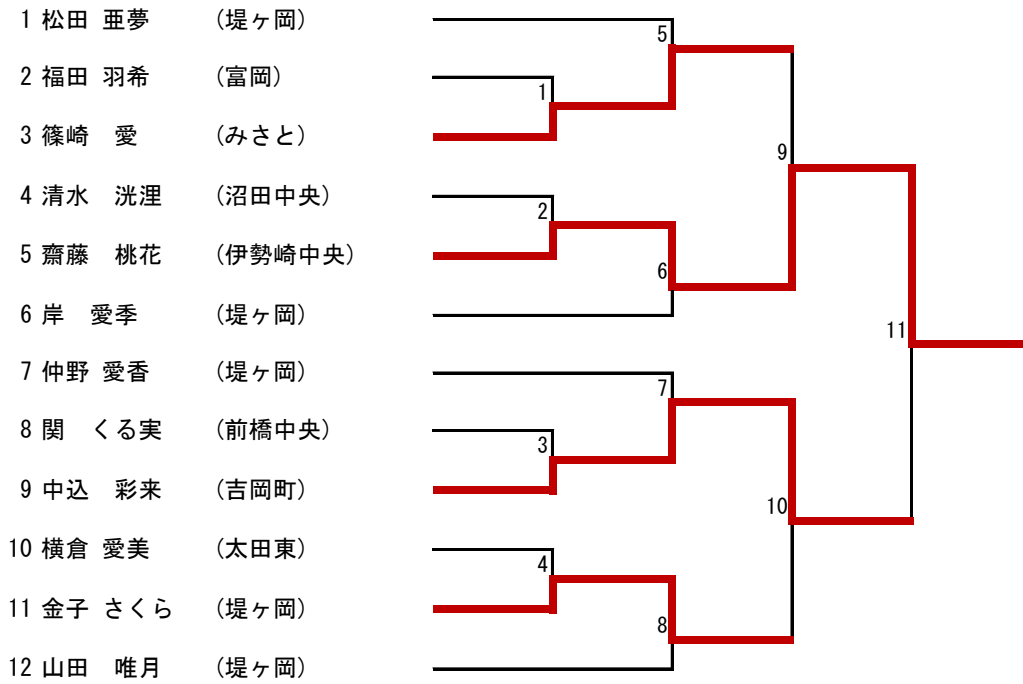 1 松田 亜夢 (堤ヶ岡)
2 福田 羽希 (富岡)
3 篠崎 愛 (みさと)
4 清水 洸浬 (沼田中央)
5 齋藤 桃花 (伊勢崎中央)
6 岸 愛季 (堤ヶ岡)
7 仲野 愛香 (堤ヶ岡)
8 関 くる実 (前橋中央)
9 中込 彩来 (吉岡町)
10 横倉 愛美 (太田東)
11 金子 さくら (堤ヶ岡)
12 山田 唯月 (堤ヶ岡)
1
2
3
4
5
6
7
8
9
10
11